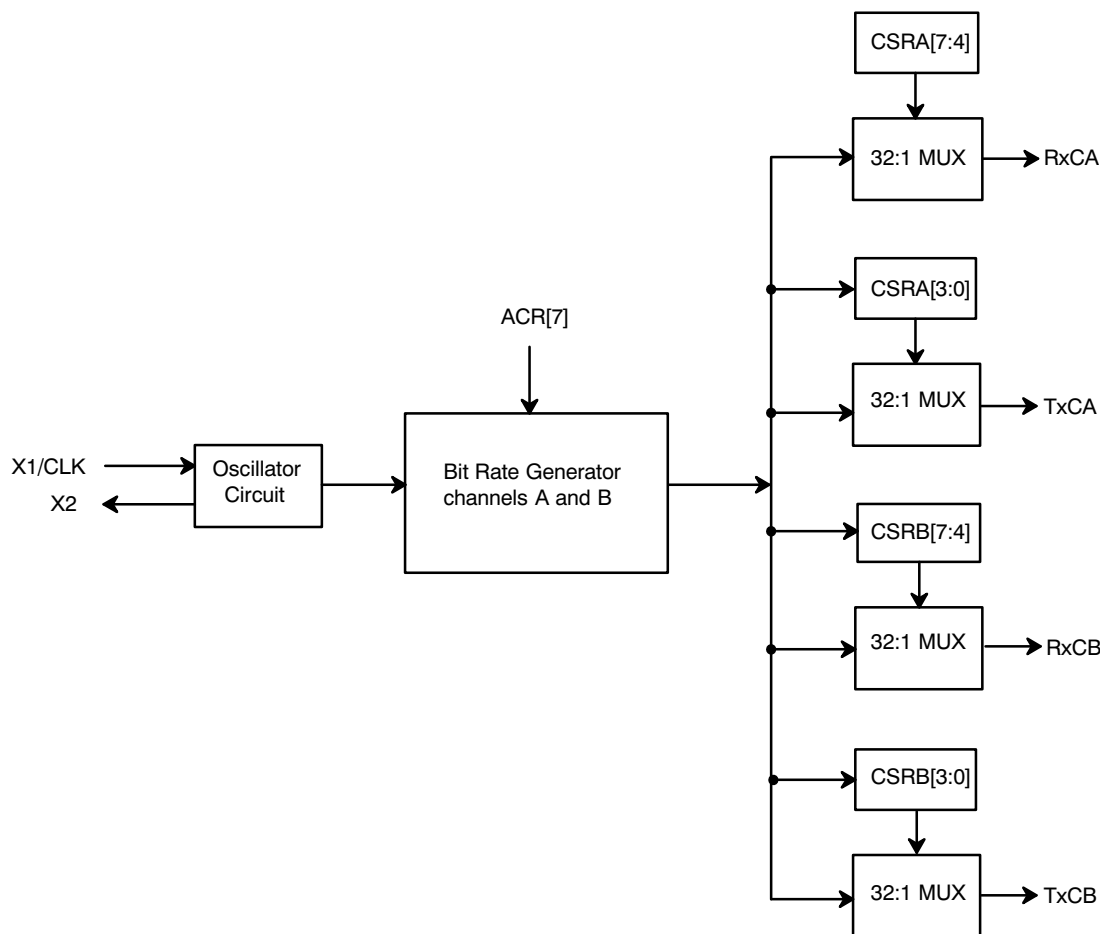 CSRA[7:4]
32:1 MUX
RxCA
CSRA[3:0]
ACR[7]
32:1 MUX
TxCA
X1/CLK
X2
Oscillator
Circuit
Bit Rate Generator
channels A and B
CSRB[7:4]
32:1 MUX
RxCB
CSRB[3:0]
32:1 MUX
TxCB